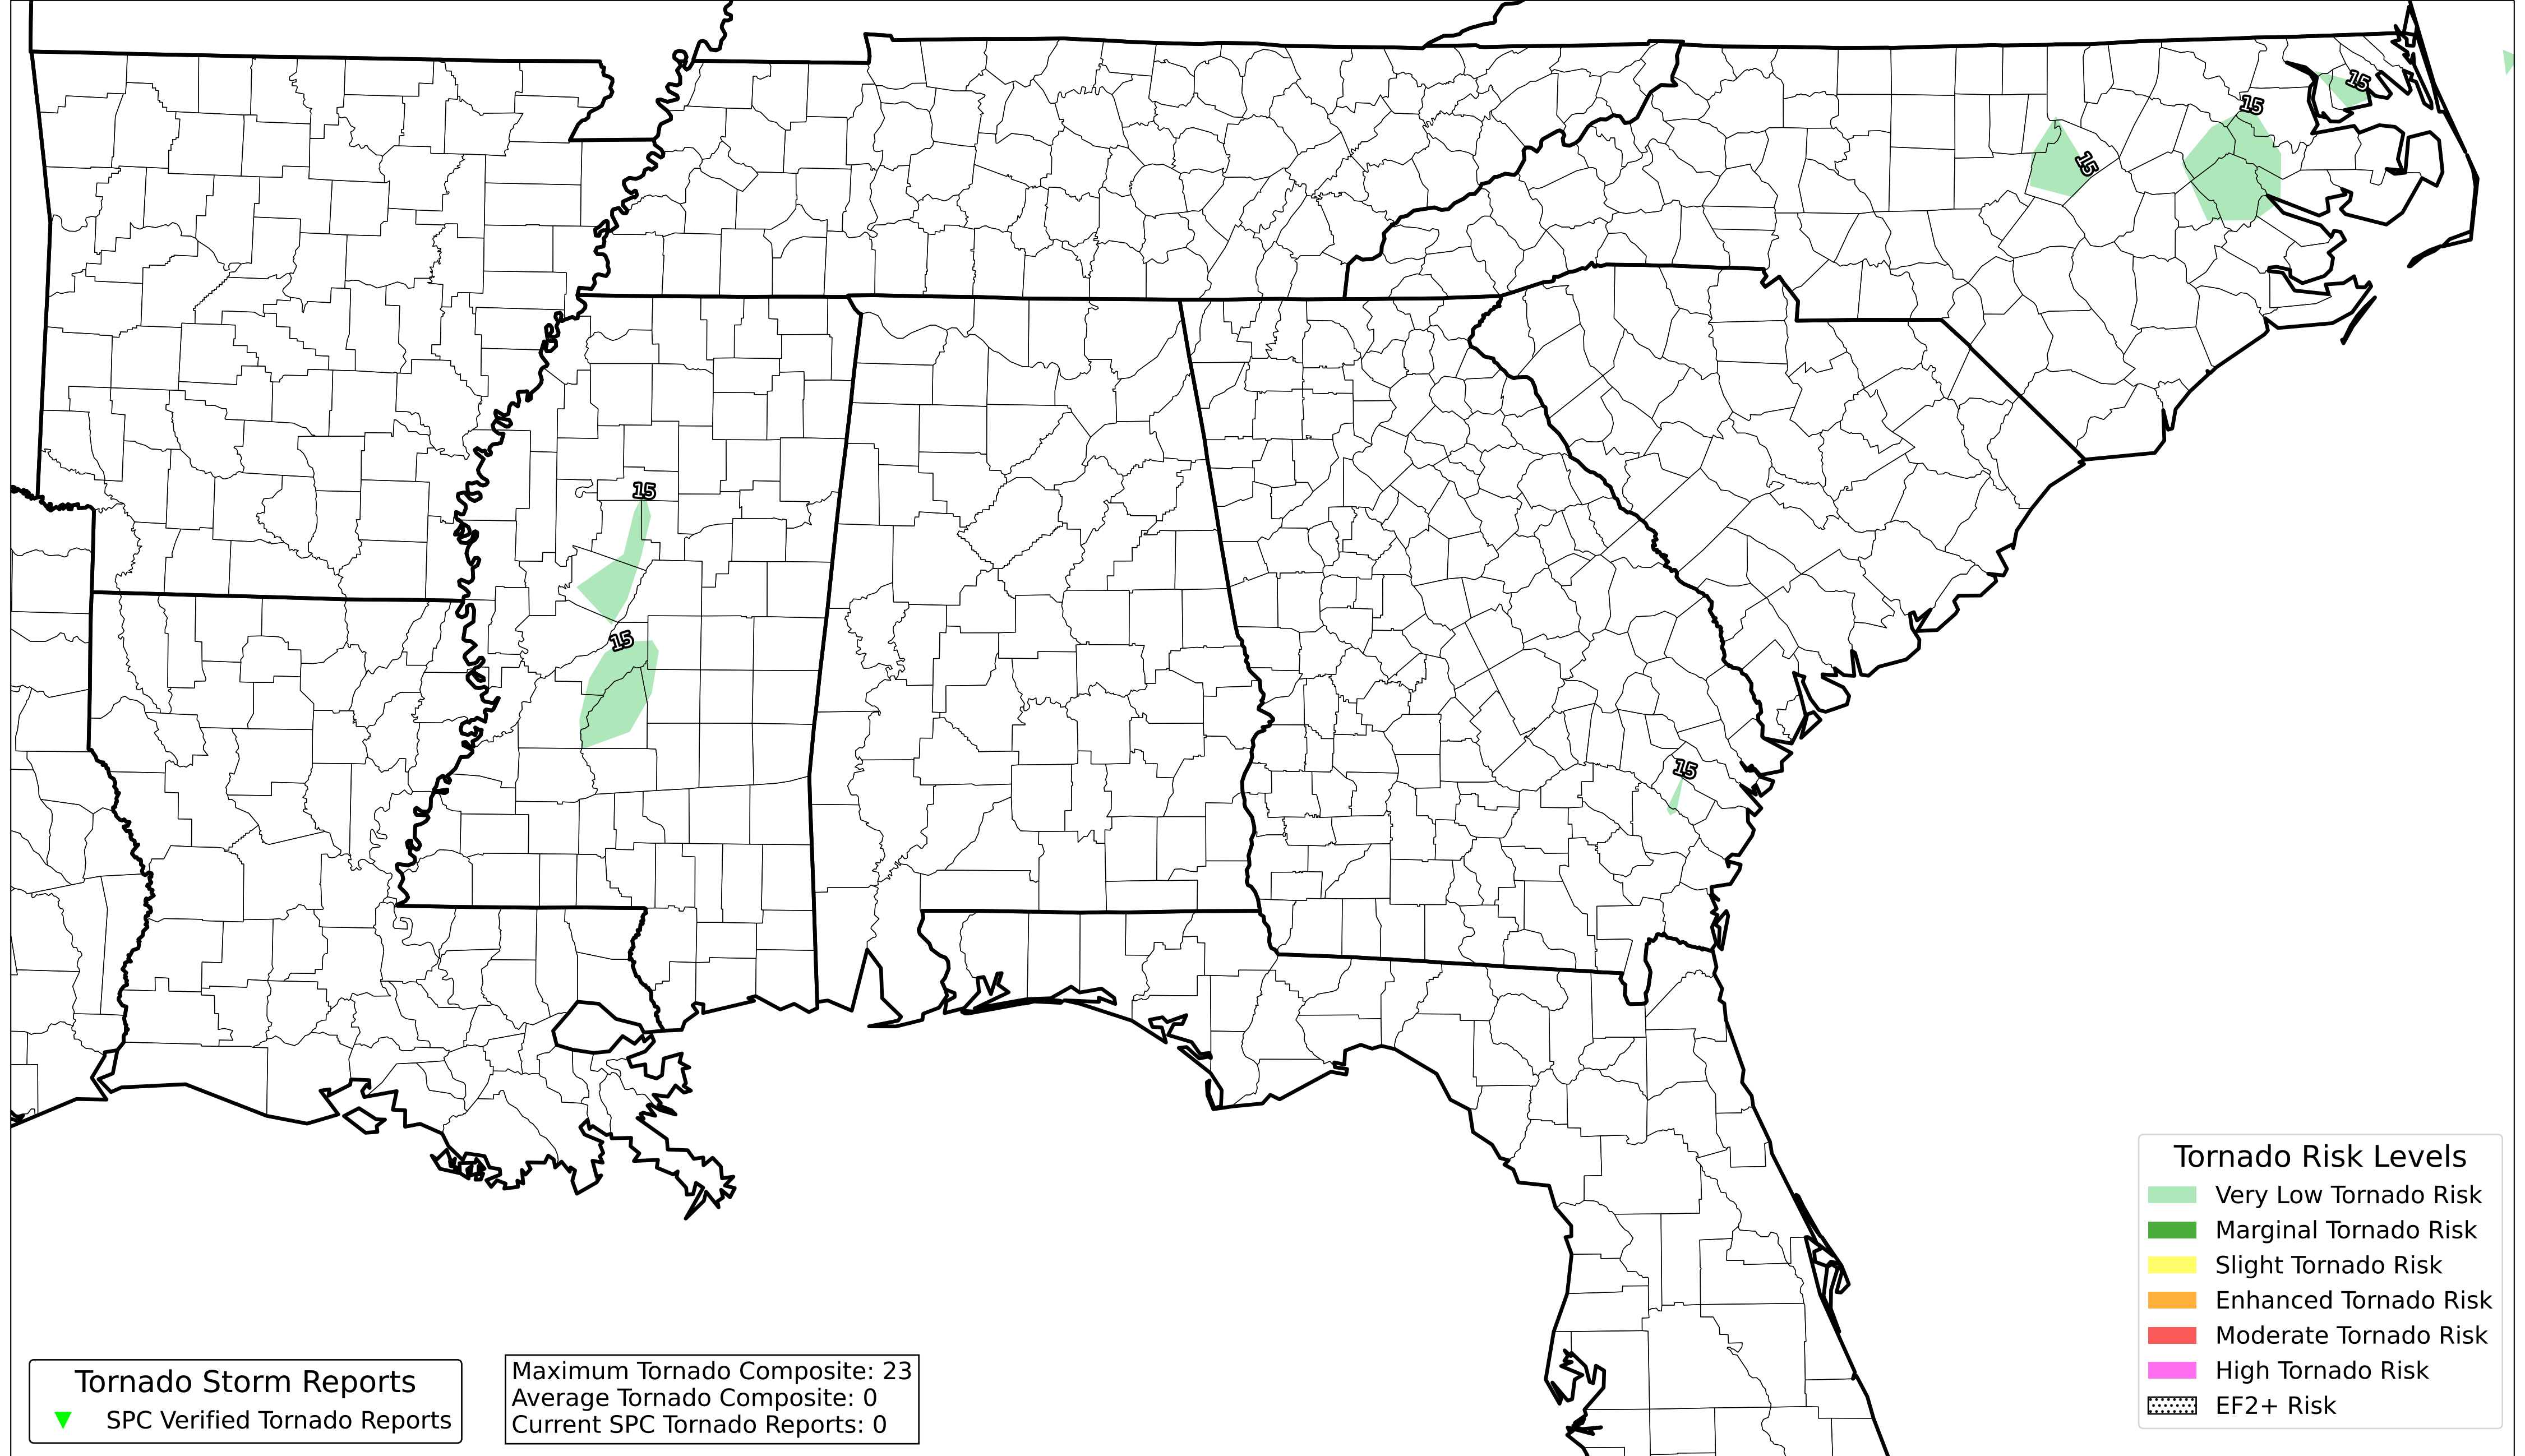 15
15
15
15
15
15
Tornado Risk Levels
Very Low Tornado Risk
Marginal Tornado Risk
Slight Tornado Risk
Enhanced Tornado Risk
Moderate Tornado Risk
High Tornado Risk
EF2+ Risk
Tornado Storm Reports
SPC Verified Tornado Reports
Maximum Tornado Composite: 23
Average Tornado Composite: 0
Current SPC Tornado Reports: 0